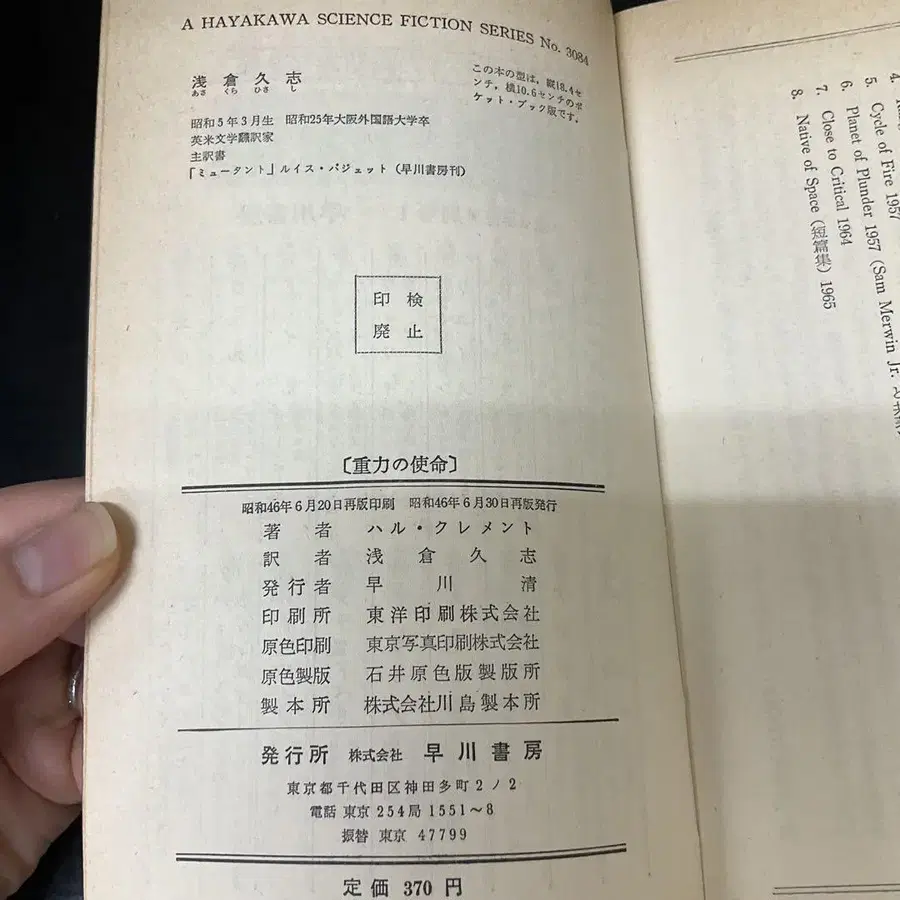 A HAYAKAWA SCIENCE FICTION SERIES No. 3084
浅倉久志
あさ くら ひさ し
この本の型は、縦18.4セ
ンチ、横10.6センチのポ
ケット・ブック版です。
昭和5年3月生 昭和25年大阪外国語大学卒
英米文学翻訳家
主訳書
「ミュータント」ルイス・パジェット(早川書房刊)
印検
廃止
〔重力の使命〕
昭和46年6月20日再版印刷 昭和46年6月30日再版発行
著者 ハル・クレメント
訳者 浅倉久志
発行者 早川清
印刷所 東洋印刷株式会社
原色印刷 東京写真印刷株式会社
原色製版 石井原色版製版所
製本所 株式会社川島製本所
発行所 株式会社 早川書房
東京都千代田区神田多町2ノ2
電話 東京 254局 1551~8
振替 東京 47799
定価 370 円
4.
5. Cycle of Fire 1957
6. Planet of Plunder 1957 (Sam Merwin Jr.
7. Close to Critical 1964
8. Native of Space (短篇集) 1965